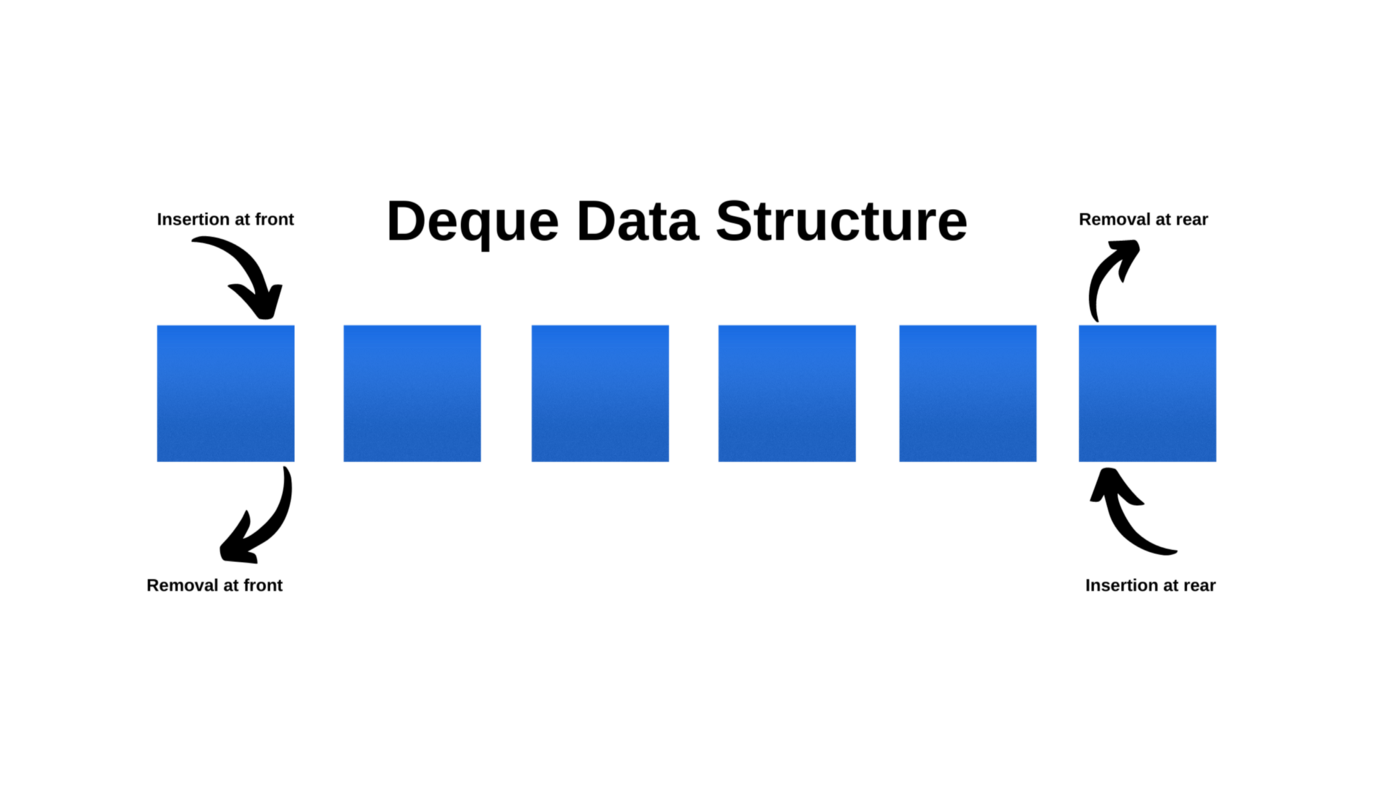 Insertion at front
Deque Data Structure
Removal at rear
Removal at front
Insertion at rear